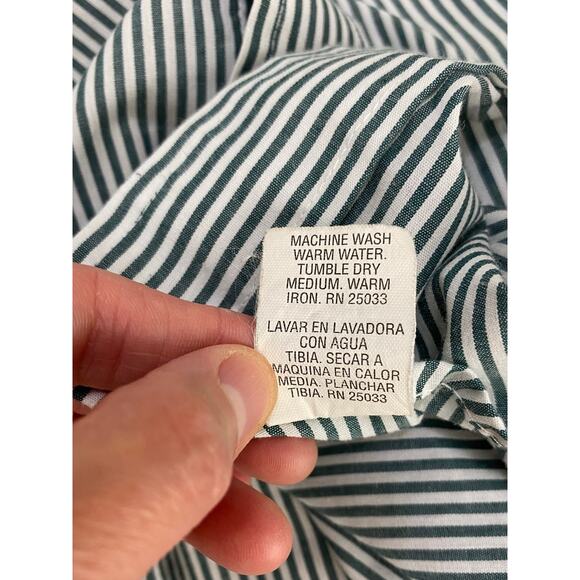 MACHINE WASH
WARM WATER.
TUMBLE DRY
MEDIUM. WARM
IRON. RN 25033
LAVAR EN LAVADORA
CON AGUA
TIBIA. SECAR A
MAQUINA EN CALOR
MEDIA. PLANCHAR
TIBIA. RN 25033